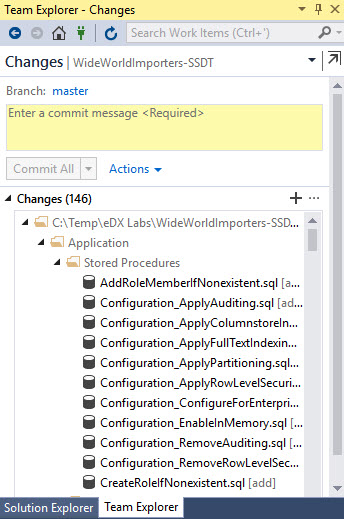 Team Explorer - Changes
Search Work Items (Ctrl+')
Changes | WideWorldImporters-SSDT
Branch: master
Enter a commit message <Required>
Commit All Actions
Changes (146)
C:\Temp\eDX Labs\WideWorldImporters-SSD...
Application
Stored Procedures
AddRoleMemberIfNonexistent.sql [a...
Configuration_ApplyAuditing.sql [ad...
Configuration_ApplyColumnstoreIn...
Configuration_ApplyFullTextIndexin...
Configuration_ApplyPartitioning.sql...
Configuration_ApplyRowLevelSecuri...
Configuration_ConfigureForEnterpri...
Configuration_EnableInMemory.sql [...
Configuration_RemoveAuditing.sql [...
Configuration_RemoveRowLevelSec...
CreateRoleIfNonexistent.sql [add]
Solution Explorer Team Explorer